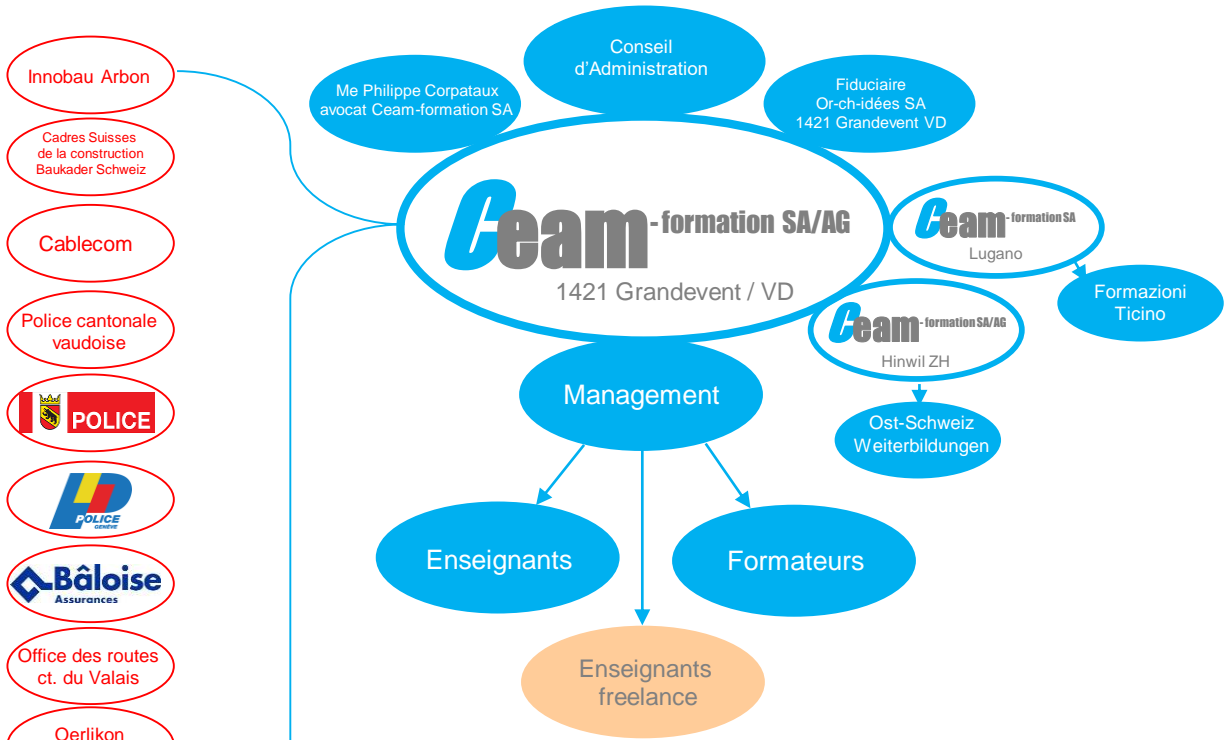 Innobau Arbon
Cadres Suisses
de la construction
Baukader Schweiz
Cablecom
Police cantonale
vaudoise
POLICE
POLICE
GENÈVE
Bâloise
Assurances
Office des routes
ct. du Valais
Oerlikon
Me Philippe Corpataux
avocat Ceam-formation SA
Conseil
d'Administration
Fiduciaire
Or-ch-idées SA
1421 Grandevent VD
Ceam-formation SA/AG
1421 Grandevent / VD
Ceam-formation SA
Lugano
Formazioni
Ticino
Ceam-formation SA/AG
Hinwil ZH
Ost-Schweiz
Weiterbildungen
Management
Enseignants
Formateurs
Enseignants
freelance